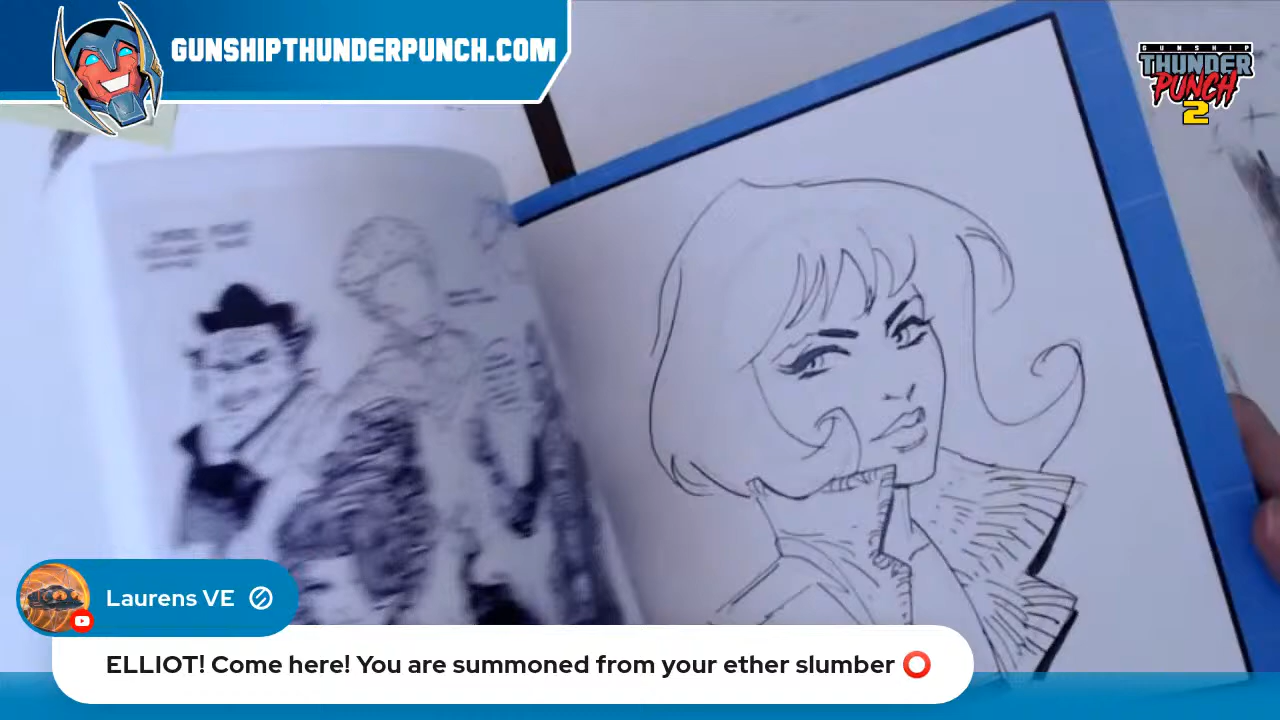 GUNSHIPTHUNDERPUNCH.COM
GUNSHIP
THUNDER
PUNCH
2
Laurens VE
ELLIOT! Come here! You are summoned from your ether slumber ⭕